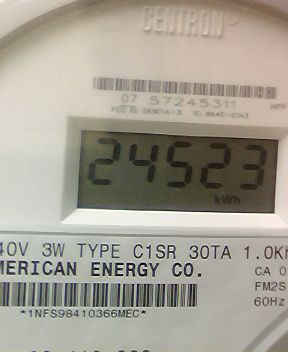 CENTRON
07 57245311
24523
kWh
40V 3W TYPE C1SR 30TA 1.0Kh
MERICAN ENERGY CO.
CA 0
FM2S
60Hz
*1NFS98410366MEC*